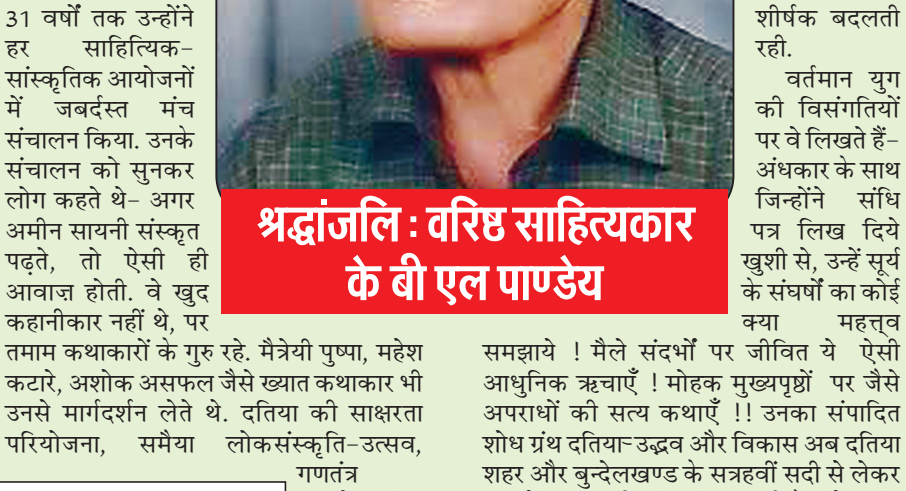 31 वर्षों तक उन्होंने
हर साहित्यिक-
सांस्कृतिक आयोजनों
में जबर्दस्त मंच
संचालन किया. उनके
संचालन को सुनकर
लोग कहते थे- अगर
अमीन सायनी संस्कृत
पढ़ते, तो ऐसी ही
आवाज़ होती. वे खुद
कहानीकार नहीं थे, पर
तमाम कथाकारों के गुरु रहे. मैत्रेयी पुष्पा, महेश
कटारे, अशोक असफल जैसे ख्यात कथाकार भी
उनसे मार्गदर्शन लेते थे. दतिया की साक्षरता
परियोजना, समैया लोकसंस्कृति-उत्सव,
गणतंत्र
श्रद्धांजलि : वरिष्ठ साहित्यकार
के बी एल पाण्डेय
शीर्षक बदलती
रही.
वर्तमान युग
की विसंगतियों
पर वे लिखते हैं-
अंधकार के साथ
जिन्होंने संधि
पत्र लिख दिये
खुशी से, उन्हें सूर्य
के संघर्षों का कोई
क्या महत्त्व
समझाये ! मैले संदर्भों पर जीवित ये ऐसी
आधुनिक ऋचाएँ ! मोहक मुख्यपृष्ठों पर जैसे
अपराधों की सत्य कथाएँ !! उनका संपादित
शोध ग्रंथ दतिया-उद्भव और विकास अब दतिया
शहर और बुन्देलखण्ड के सत्रहवीं सदी से लेकर